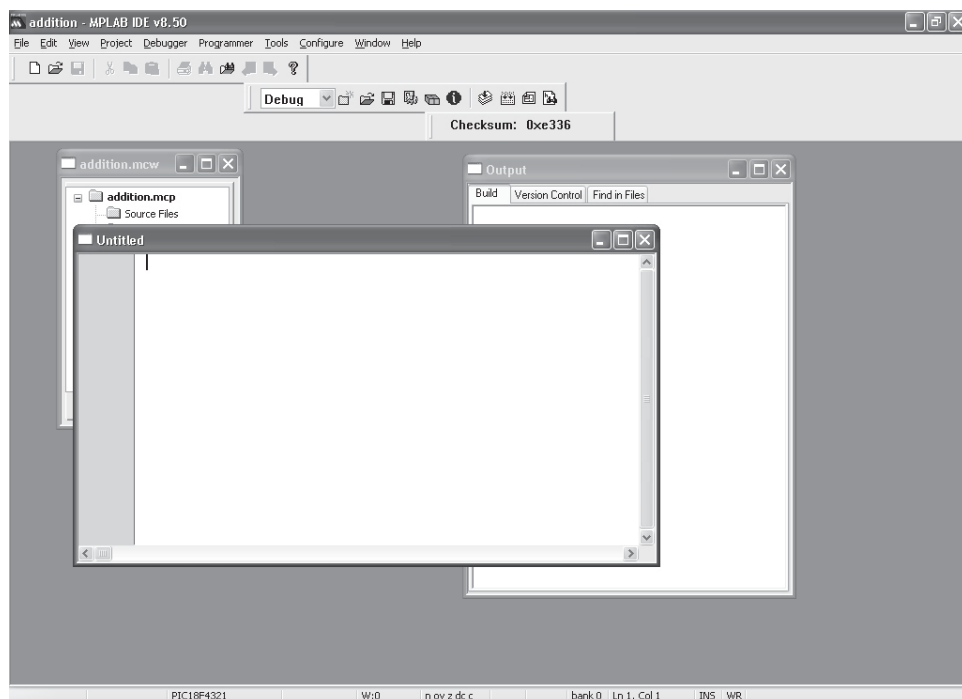 addition - MPLAB IDE v8.50
File Edit View Project Debugger Programmer Tools Configure Window Help
Debug
Checksum: 0xe336
addition.mcw
addition.mcp
Source Files
Output
Build Version Control Find in Files
Untitled
PIC18F4321 W:0 n ov z dc c bank 0 Ln 1, Col 1 INS WR